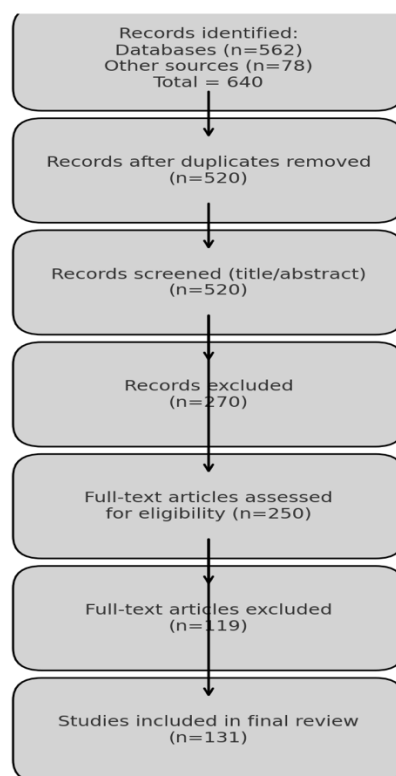 Records identified:
Databases (n=562)
Other sources (n=78)
Total = 640
Records after duplicates removed
(n=520)
Records screened (title/abstract)
(n=520)
Records excluded
(n=270)
Full-text articles assessed
for eligibility (n=250)
Full-text articles excluded
(n=119)
Studies included in final review
(n=131)